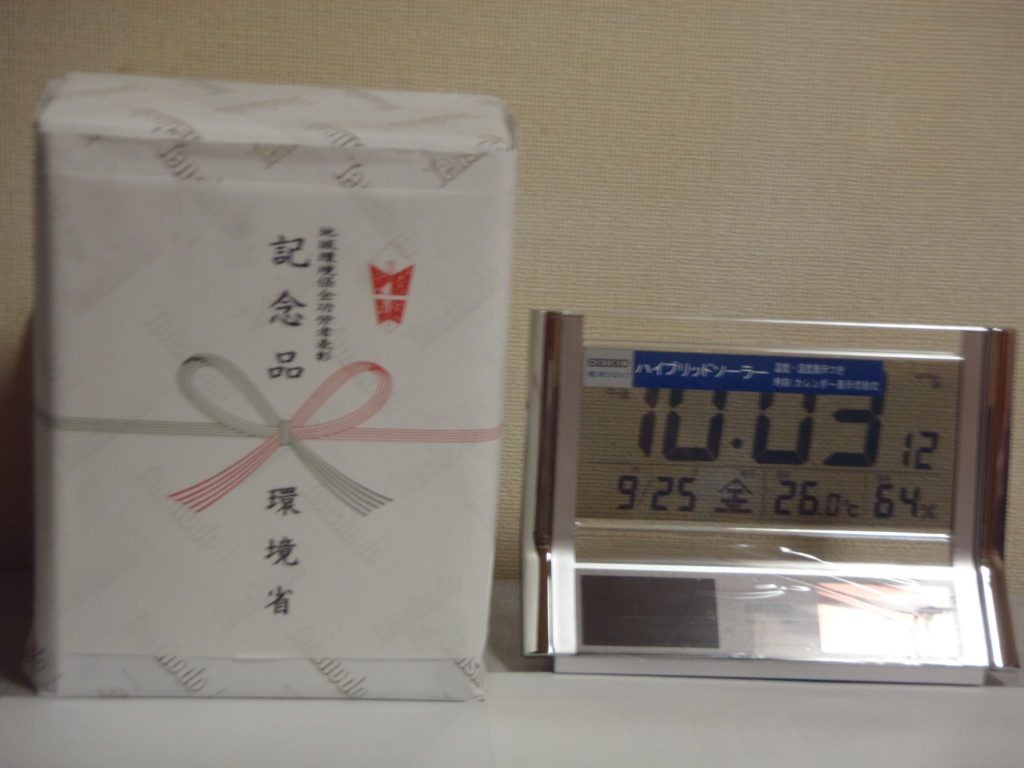 地域環境保全功労者表彰
記念品
環境省
SEIKO
ハイブリッドソーラー
10:03 12
9/25 金 26.0℃ 64%